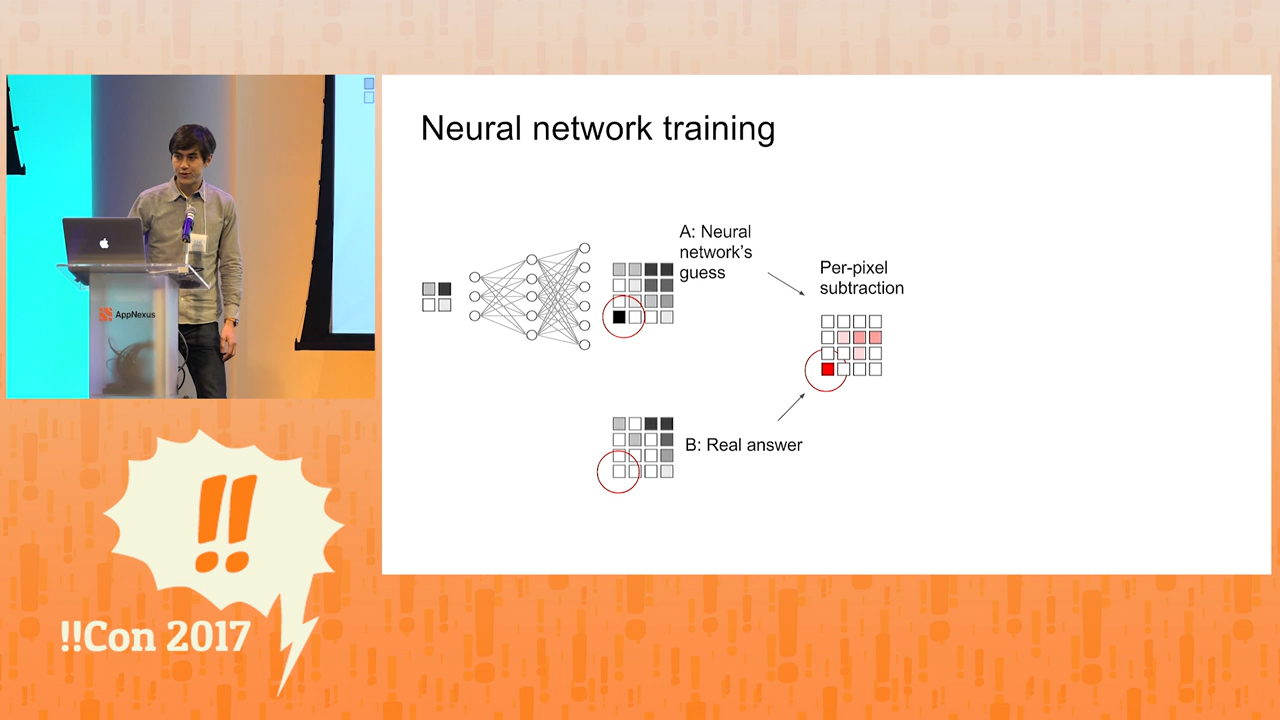 Neural network training
A: Neural
network's
guess
Per-pixel
subtraction
B: Real answer
AppNexus
!!
!!Con 2017